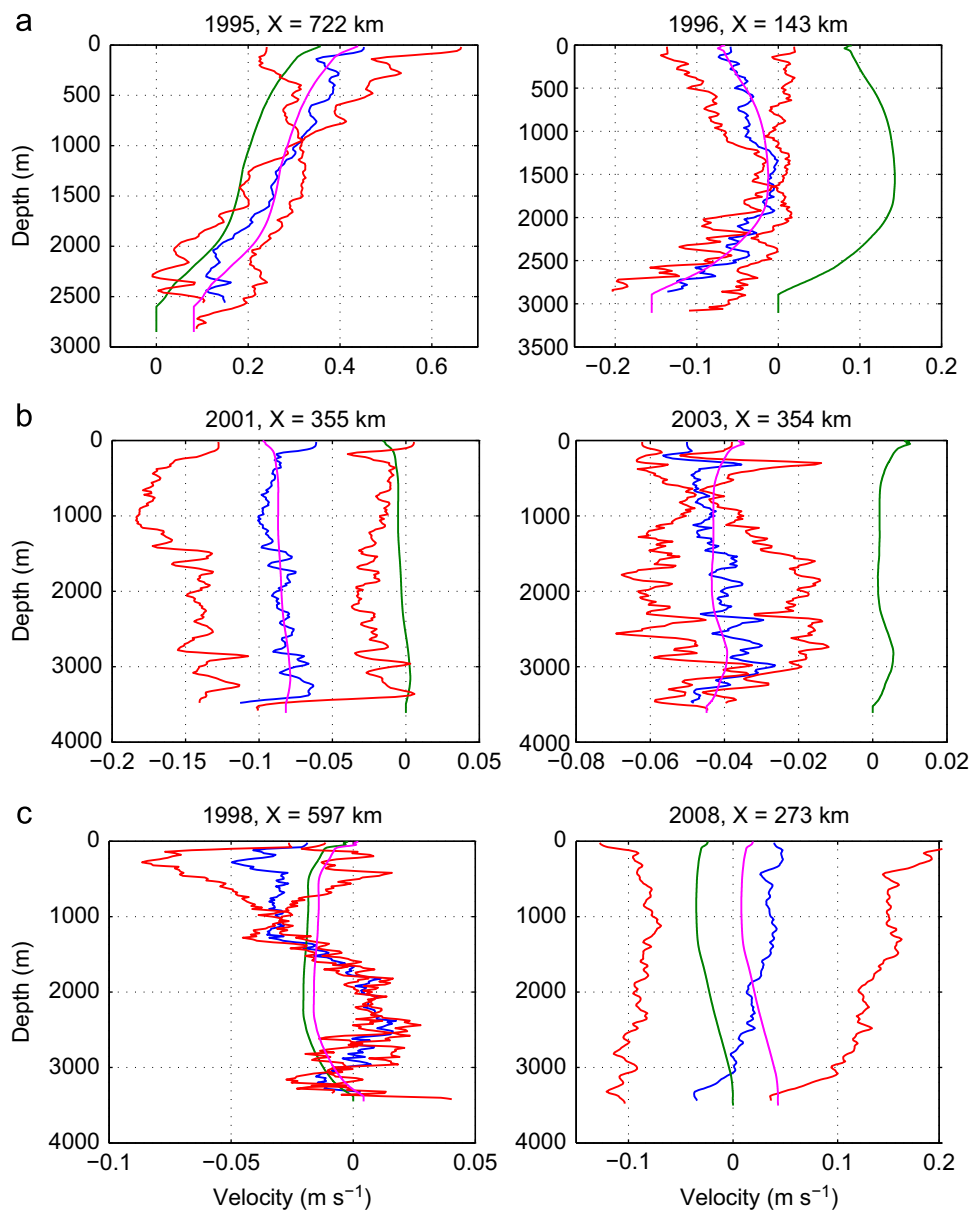 a
1995, X = 722 km
1996, X = 143 km
0
500
1000
1500
2000
2500
3000
Depth (m)
0 0.2 0.4 0.6
0
500
1000
1500
2000
2500
3000
3500
−0.2 −0.1 0 0.1 0.2
b
2001, X = 355 km
2003, X = 354 km
0
1000
2000
3000
4000
Depth (m)
−0.2 −0.15 −0.1 −0.05 0 0.05
0
1000
2000
3000
4000
−0.08 −0.06 −0.04 −0.02 0 0.02
c
1998, X = 597 km
2008, X = 273 km
0
1000
2000
3000
4000
Depth (m)
−0.1 −0.05 0 0.05
Velocity (m s⁻¹)
0
1000
2000
3000
4000
−0.1 0 0.1 0.2
Velocity (m s⁻¹)